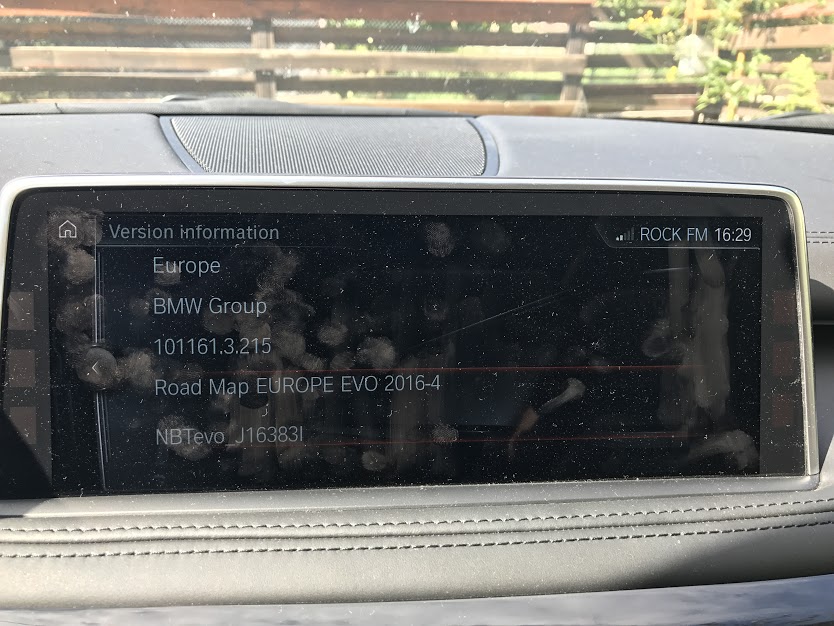 Version information
ROCK FM 16:29
Europe
BMW Group
101161.3.215
Road Map EUROPE EVO 2016-4
NBTevo_J16383I